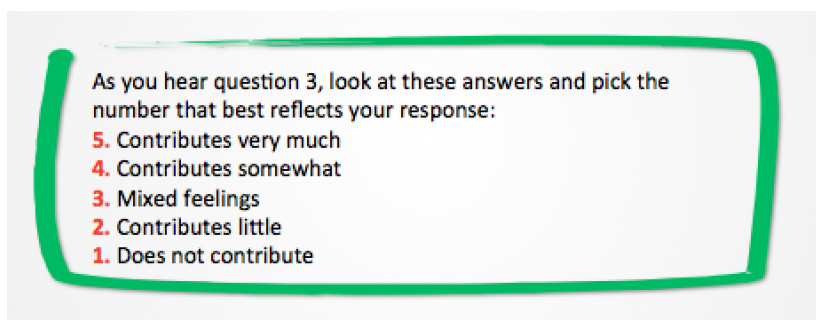 As you hear question 3, look at these answers and pick the
number that best reflects your response:
5. Contributes very much
4. Contributes somewhat
3. Mixed feelings
2. Contributes little
1. Does not contribute